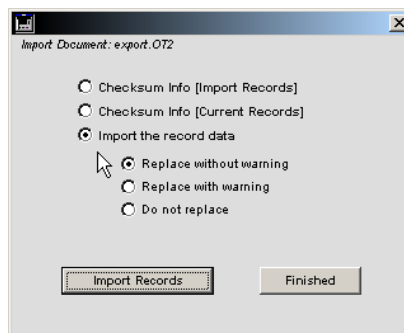 Import Document: export.OT2
Checksum Info [Import Records]
Checksum Info [Current Records]
Import the record data
Replace without warning
Replace with warning
Do not replace
Import Records Finished